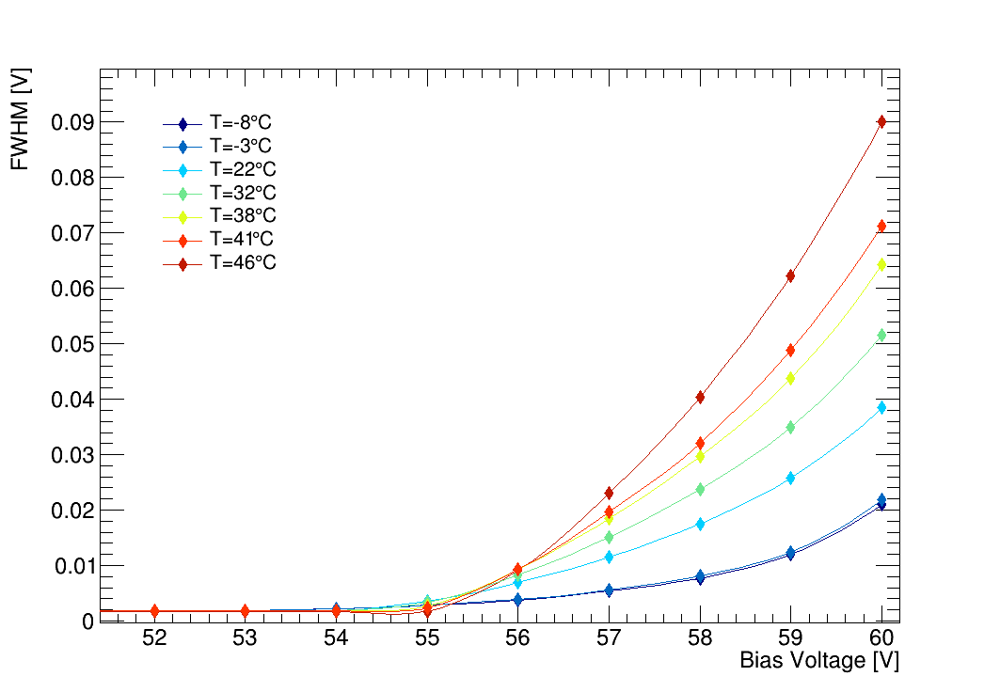 FWHM [V]
T=-8°C
T=-3°C
T=22°C
T=32°C
T=38°C
T=41°C
T=46°C
0.09
0.08
0.07
0.06
0.05
0.04
0.03
0.02
0.01
0
52 53 54 55 56 57 58 59 60
Bias Voltage [V]